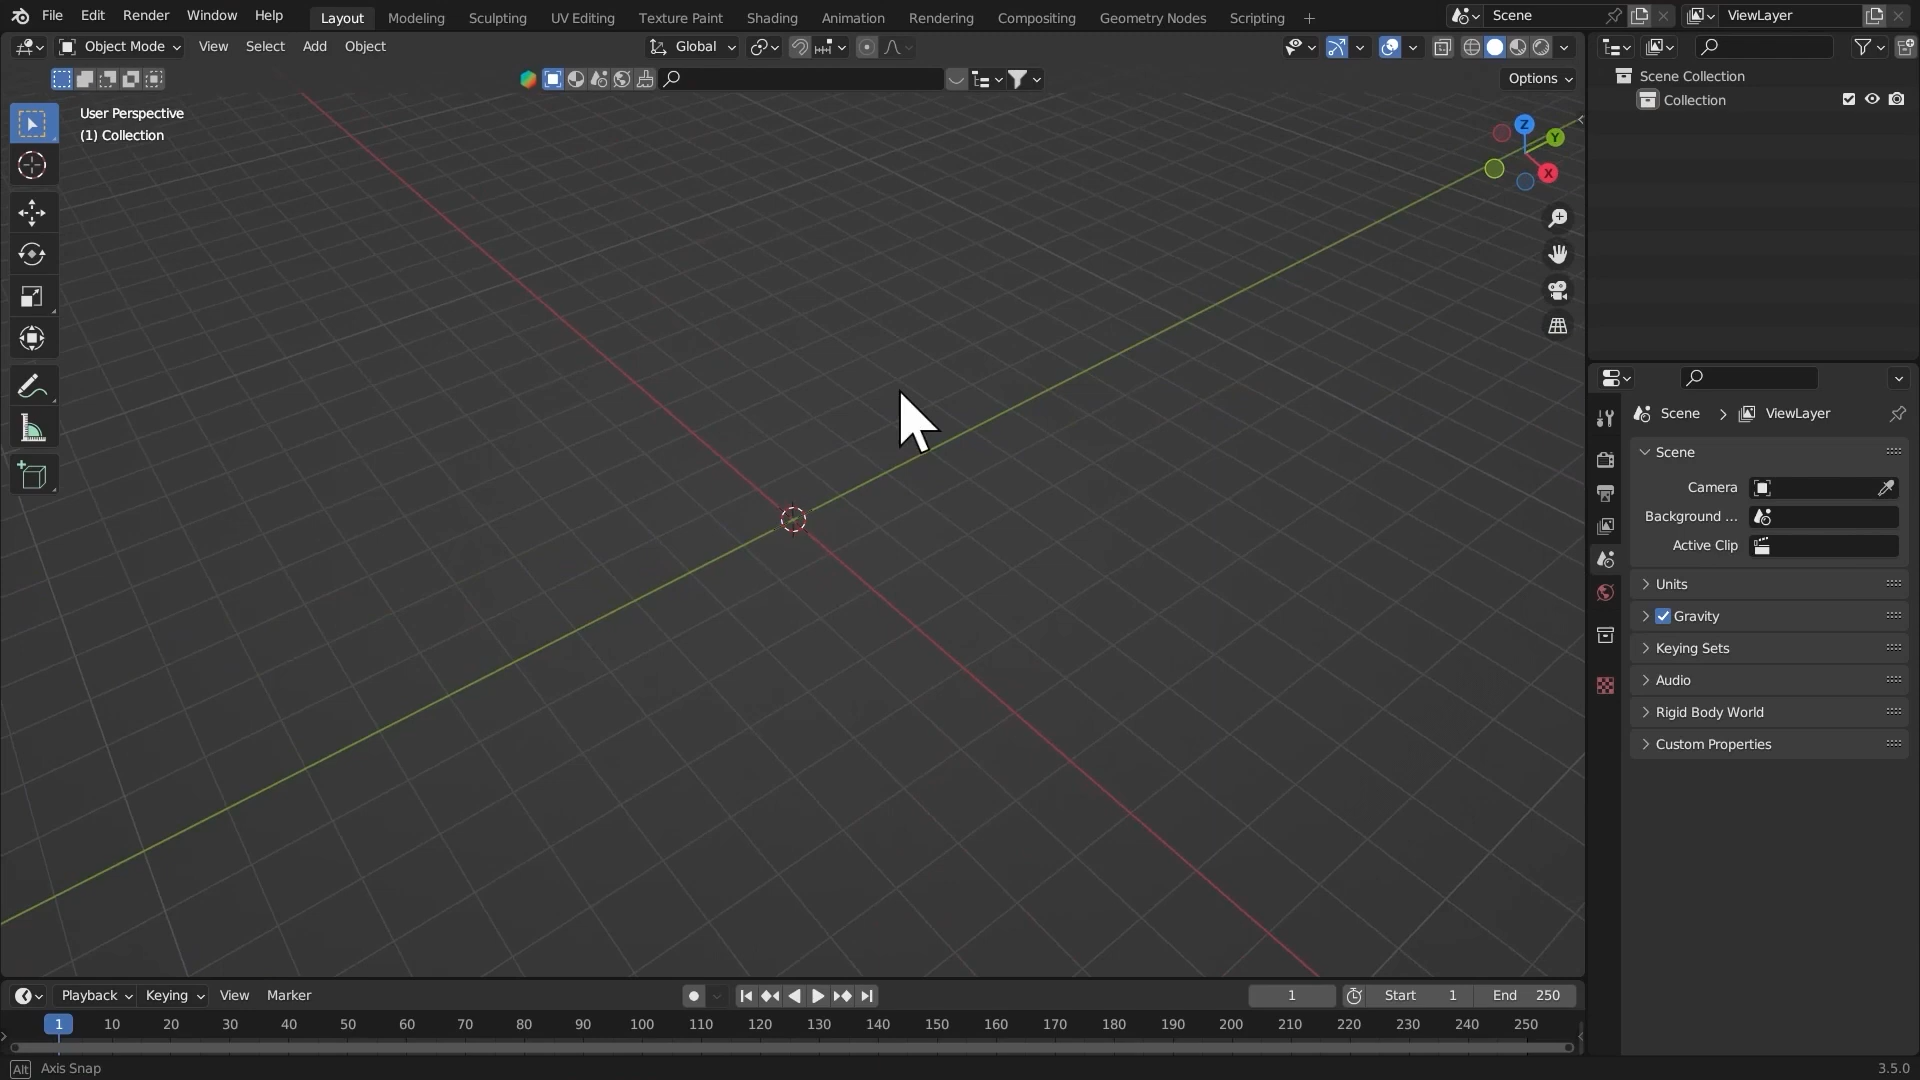 File Edit Render Window Help Layout Modeling Sculpting UV Editing Texture Paint Shading Animation Rendering Compositing Geometry Nodes Scripting + Scene ViewLayer
Object Mode View Select Add Object Global
Options
User Perspective
(1) Collection
Z
Y
X
Scene Collection
Collection
Scene > ViewLayer
Scene
Camera
Background ...
Active Clip
Units
Gravity
Keying Sets
Audio
Rigid Body World
Custom Properties
Playback Keying View Marker 1 Start 1 End 250
1 10 20 30 40 50 60 70 80 90 100 110 120 130 140 150 160 170 180 190 200 210 220 230 240 250
Alt Axis Snap 3.5.0